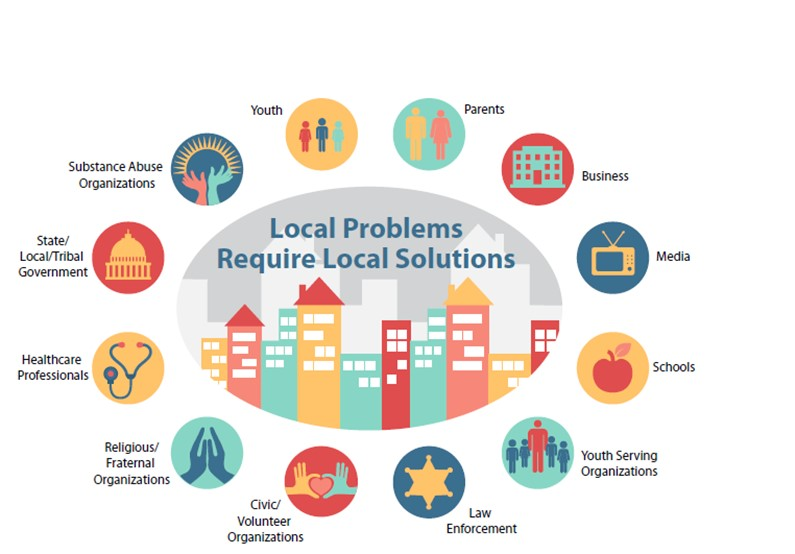 Local Problems
Require Local Solutions
Youth
Parents
Business
Media
Schools
Youth Serving
Organizations
Law
Enforcement
Civic/
Volunteer
Organizations
Religious/
Fraternal
Organizations
Healthcare
Professionals
State/
Local/Tribal
Government
Substance Abuse
Organizations